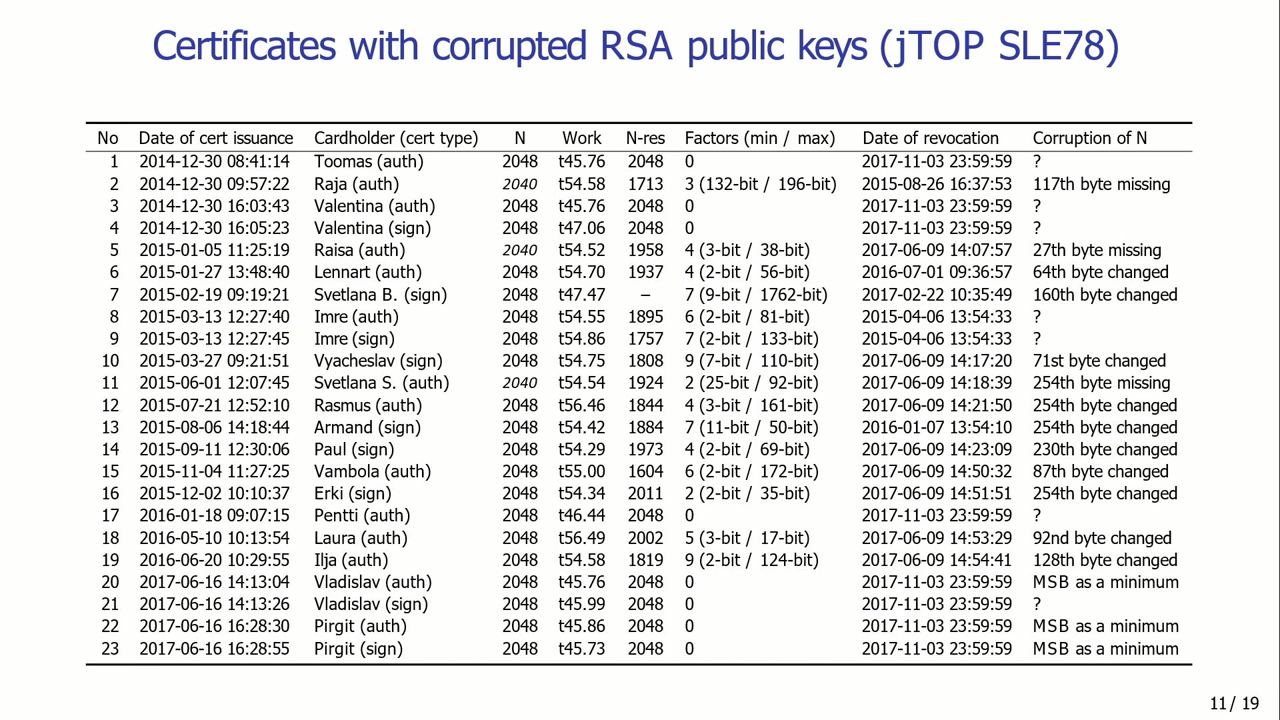 Certificates with corrupted RSA public keys (jTOP SLE78)
No Date of cert issuance Cardholder (cert type) N Work N-res Factors (min / max) Date of revocation Corruption of N
1 2014-12-30 08:41:14 Toomas (auth) 2048 t45.76 2048 0 2017-11-03 23:59:59 ?
2 2014-12-30 09:57:22 Raja (auth) 2040 t54.58 1713 3 (132-bit / 196-bit) 2015-08-26 16:37:53 117th byte missing
3 2014-12-30 16:03:43 Valentina (auth) 2048 t45.76 2048 0 2017-11-03 23:59:59 ?
4 2014-12-30 16:05:23 Valentina (sign) 2048 t47.06 2048 0 2017-11-03 23:59:59 ?
5 2015-01-05 11:25:19 Raisa (auth) 2040 t54.52 1958 4 (3-bit / 38-bit) 2017-06-09 14:07:57 27th byte missing
6 2015-01-27 13:48:40 Lennart (auth) 2048 t54.70 1937 4 (2-bit / 56-bit) 2016-07-01 09:36:57 64th byte changed
7 2015-02-19 09:19:21 Svetlana B. (sign) 2048 t47.47 – 7 (9-bit / 1762-bit) 2017-02-22 10:35:49 160th byte changed
8 2015-03-13 12:27:40 Imre (auth) 2048 t54.55 1895 6 (2-bit / 81-bit) 2015-04-06 13:54:33 ?
9 2015-03-13 12:27:45 Imre (sign) 2048 t54.86 1757 7 (2-bit / 133-bit) 2015-04-06 13:54:33 ?
10 2015-03-27 09:21:51 Vyacheslav (sign) 2048 t54.75 1808 9 (7-bit / 110-bit) 2017-06-09 14:17:20 71st byte changed
11 2015-06-01 12:07:45 Svetlana S. (auth) 2040 t54.54 1924 2 (25-bit / 92-bit) 2017-06-09 14:18:39 254th byte missing
12 2015-07-21 12:52:10 Rasmus (auth) 2048 t56.46 1844 4 (3-bit / 161-bit) 2017-06-09 14:21:50 254th byte changed
13 2015-08-06 14:18:44 Armand (sign) 2048 t54.42 1884 7 (11-bit / 50-bit) 2016-01-07 13:54:10 254th byte changed
14 2015-09-11 12:30:06 Paul (sign) 2048 t54.29 1973 4 (2-bit / 69-bit) 2017-06-09 14:23:09 230th byte changed
15 2015-11-04 11:27:25 Vambola (auth) 2048 t55.00 1604 6 (2-bit / 172-bit) 2017-06-09 14:50:32 87th byte changed
16 2015-12-02 10:10:37 Erki (sign) 2048 t54.34 2011 2 (2-bit / 35-bit) 2017-06-09 14:51:51 254th byte changed
17 2016-01-18 09:07:15 Pentti (auth) 2048 t46.44 2048 0 2017-11-03 23:59:59 ?
18 2016-05-10 10:13:54 Laura (auth) 2048 t56.49 2002 5 (3-bit / 17-bit) 2017-06-09 14:53:29 92nd byte changed
19 2016-06-20 10:29:55 Ilja (auth) 2048 t54.58 1819 9 (2-bit / 124-bit) 2017-06-09 14:54:41 128th byte changed
20 2017-06-16 14:13:04 Vladislav (auth) 2048 t45.76 2048 0 2017-11-03 23:59:59 MSB as a minimum
21 2017-06-16 14:13:26 Vladislav (sign) 2048 t45.99 2048 0 2017-11-03 23:59:59 ?
22 2017-06-16 16:28:30 Pirgit (auth) 2048 t45.86 2048 0 2017-11-03 23:59:59 MSB as a minimum
23 2017-06-16 16:28:55 Pirgit (sign) 2048 t45.73 2048 0 2017-11-03 23:59:59 MSB as a minimum
11 / 19